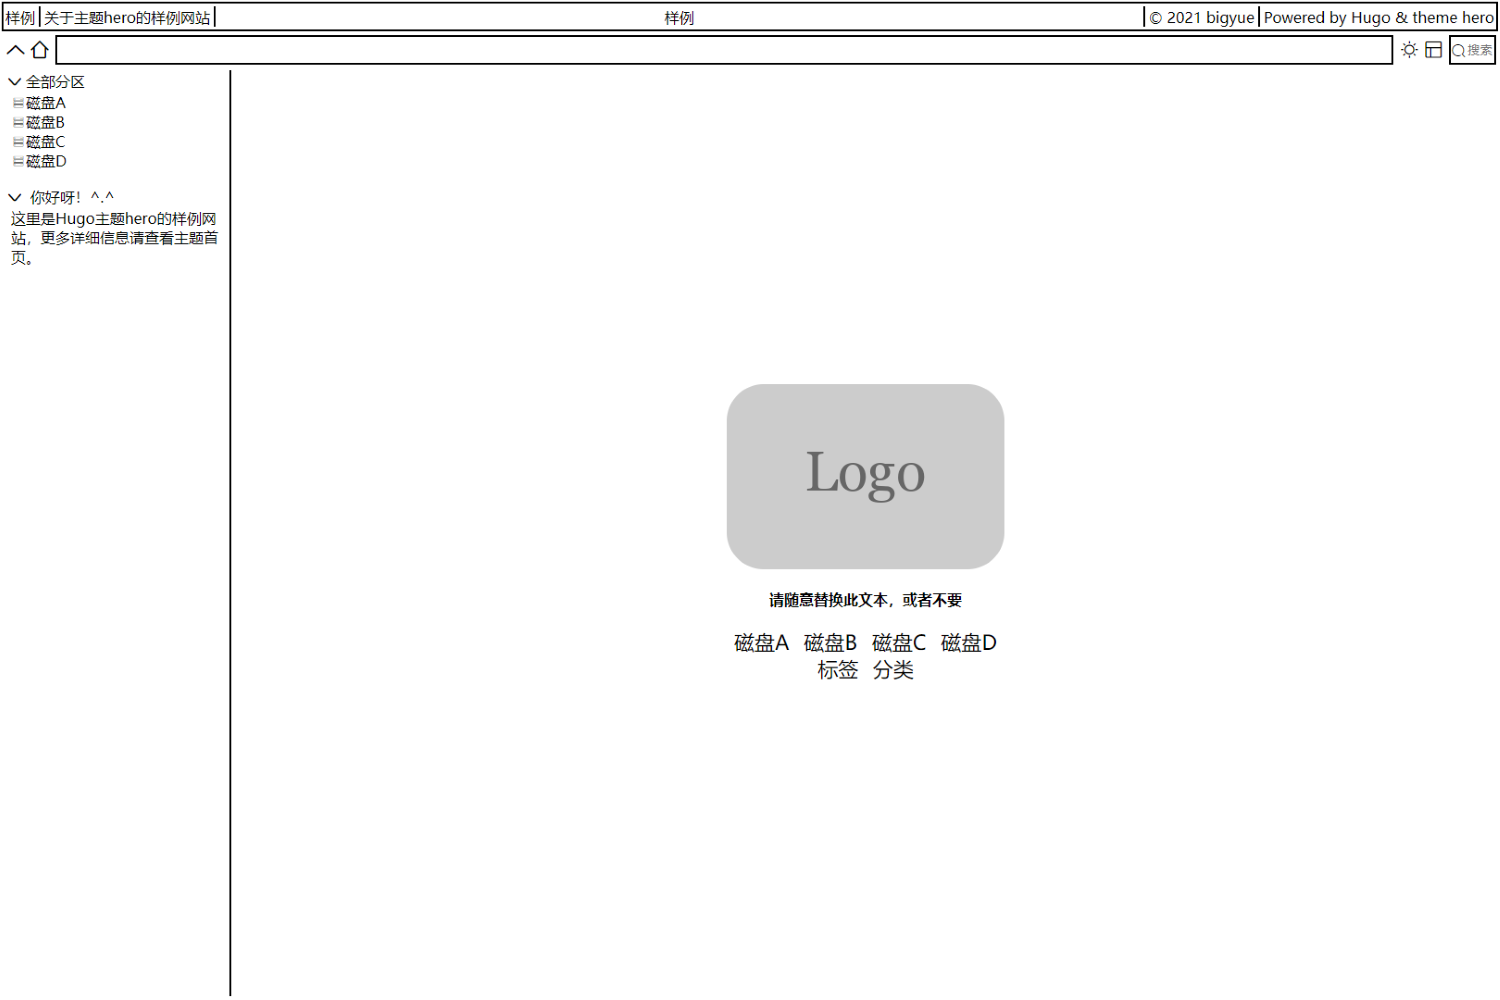 样例
关于主题hero的样例网站
样例
© 2021 bigyue
Powered by Hugo & theme hero
搜索
全部分区
磁盘A
磁盘B
磁盘C
磁盘D
你好呀！^.^
这里是Hugo主题hero的样例网
站，更多详细信息请查看主题首
页。
Logo
请随意替换此文本，或者不要
磁盘A 磁盘B 磁盘C 磁盘D
标签 分类